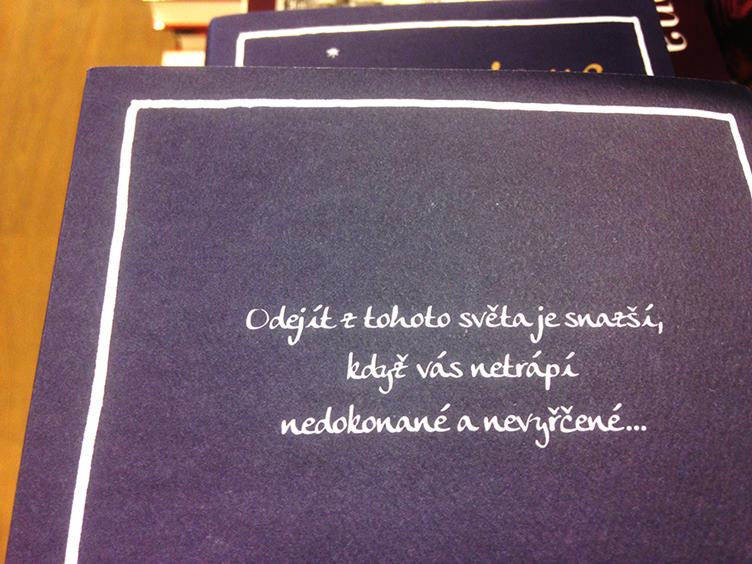 Odejít z tohoto světa je snazší,
když vás netrápí
nedokonané a nevyřčené...